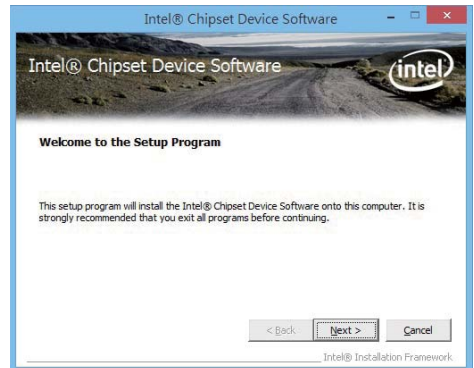 Intel® Chipset Device Software
Intel® Chipset Device Software
intel
Welcome to the Setup Program
This setup program will install the Intel® Chipset Device Software onto this computer. It is
strongly recommended that you exit all programs before continuing.
< Back
Next >
Cancel
Intel® Installation Framework